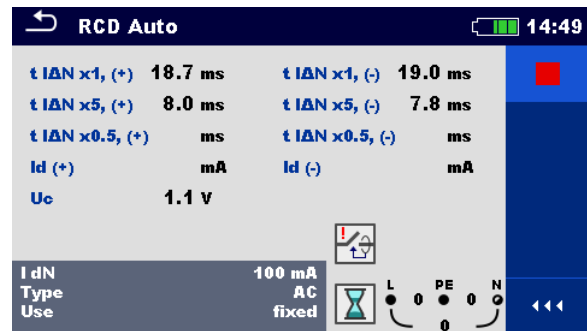 RCD Auto 14:49
t IΔN x1, (+) 18.7 ms t IΔN x1, (-) 19.0 ms
t IΔN x5, (+) 8.0 ms t IΔN x5, (-) 7.8 ms
t IΔN x0.5, (+) ms t IΔN x0.5, (-) ms
Id (+) mA Id (-) mA
Uc 1.1 V
!
I dN 100 mA
Type AC
Use fixed
L PE N
0 0
0